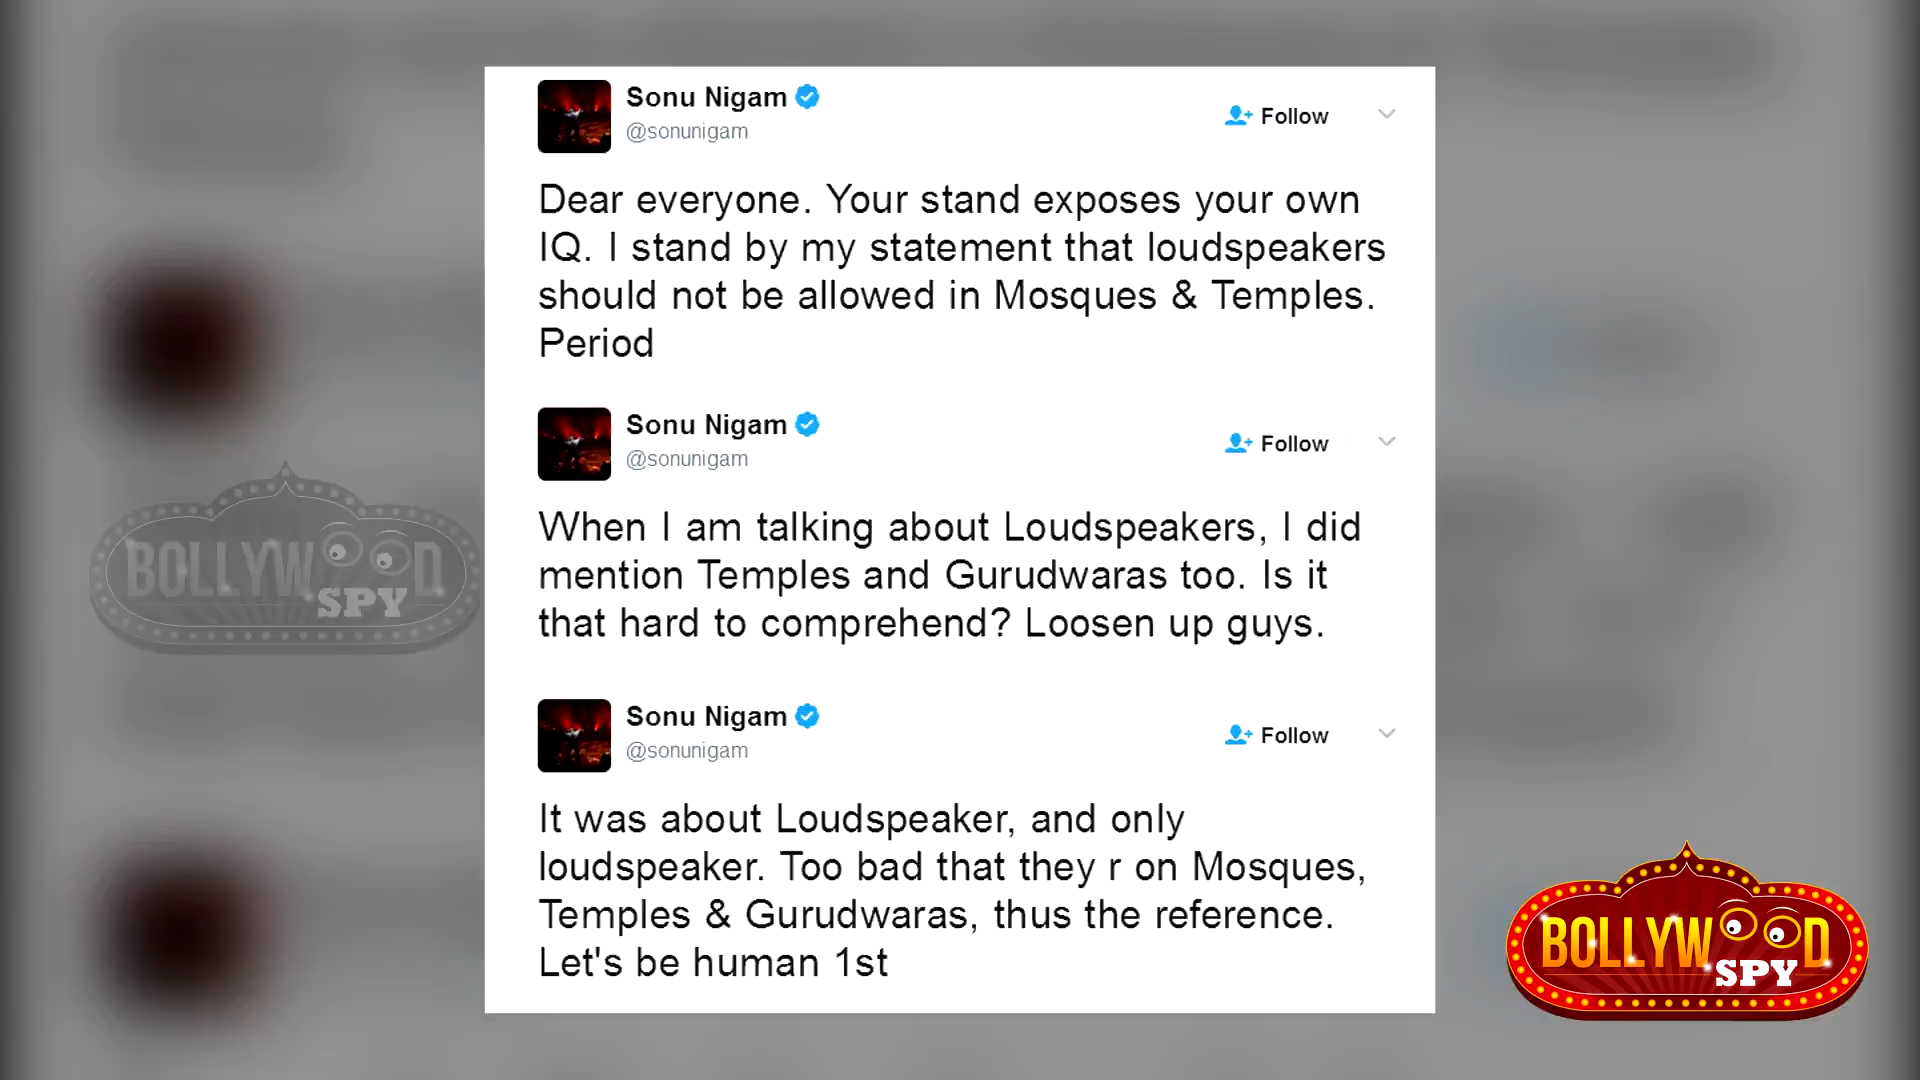 Sonu Nigam
@sonunigam
Follow
Dear everyone. Your stand exposes your own
IQ. I stand by my statement that loudspeakers
should not be allowed in Mosques & Temples.
Period
Sonu Nigam
@sonunigam
Follow
When I am talking about Loudspeakers, I did
mention Temples and Gurudwaras too. Is it
that hard to comprehend? Loosen up guys.
Sonu Nigam
@sonunigam
Follow
It was about Loudspeaker, and only
loudspeaker. Too bad that they r on Mosques,
Temples & Gurudwaras, thus the reference.
Let's be human 1st
BOLLYWOOD
SPY
BOLLYWOOD
SPY